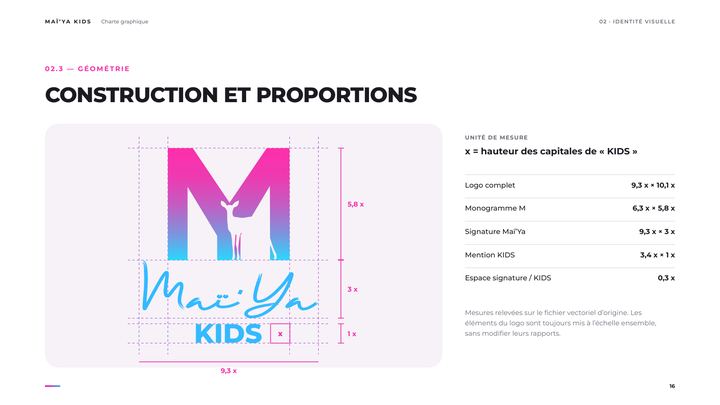 MAÏ'YA KIDS Charte graphique
02 · IDENTITÉ VISUELLE
02.3 — GÉOMÉTRIE
CONSTRUCTION ET PROPORTIONS
M
5,8 x
Maï'Ya
3 x
KIDS
x
1 x
9,3 x
UNITÉ DE MESURE
x = hauteur des capitales de « KIDS »
Logo complet 9,3 x × 10,1 x
Monogramme M 6,3 x × 5,8 x
Signature Maï'Ya 9,3 x × 3 x
Mention KIDS 3,4 x × 1 x
Espace signature / KIDS 0,3 x
Mesures relevées sur le fichier vectoriel d'origine. Les
éléments du logo sont toujours mis à l'échelle ensemble,
sans modifier leurs rapports.
16